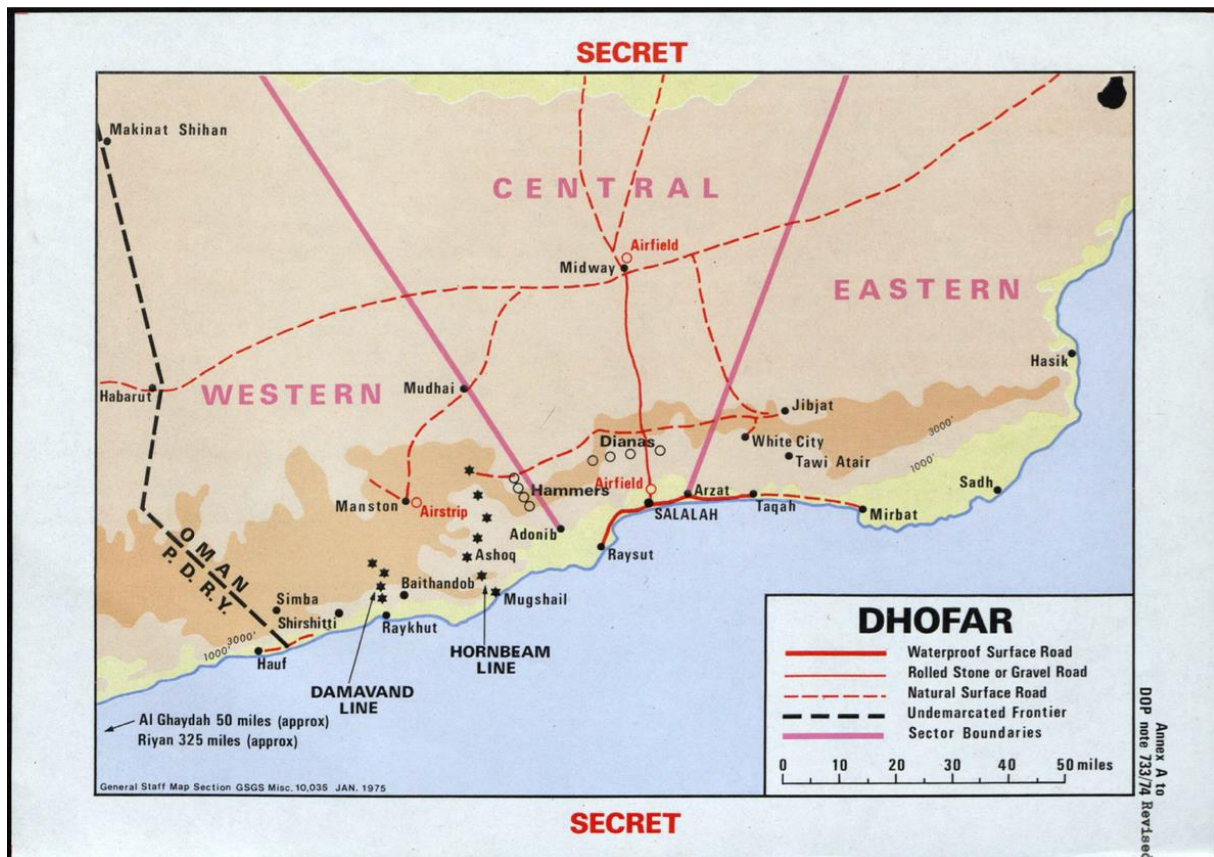 SECRET
Makinat Shihan
CENTRAL
Airfield
Midway
EASTERN
Hasik
Habarut
WESTERN
Mudhai
Jibjat
3000'
Dianas
White City
1000'
Tawi Atair
Hammers
Airfield
Arzat
Sadh
Manston
Airstrip
SALALAH
Taqah
Mirbat
Adonib
OMAN
P.D.R.Y.
Ashoq
Raysut
Baithandob
Simba
Mugshail
Shirshitti
Raykhut
1000'
3000'
Hauf
HORNBEAM
LINE
DAMAVAND
LINE
Al Ghaydah 50 miles (approx)
Riyan 325 miles (approx)
DHOFAR
Waterproof Surface Road
Rolled Stone or Gravel Road
Natural Surface Road
Undemarcated Frontier
Sector Boundaries
0 10 20 30 40 50 miles
General Staff Map Section GSGS Misc. 10,035 JAN. 1975
Annex A to
DOP note 733/74 Revised
SECRET